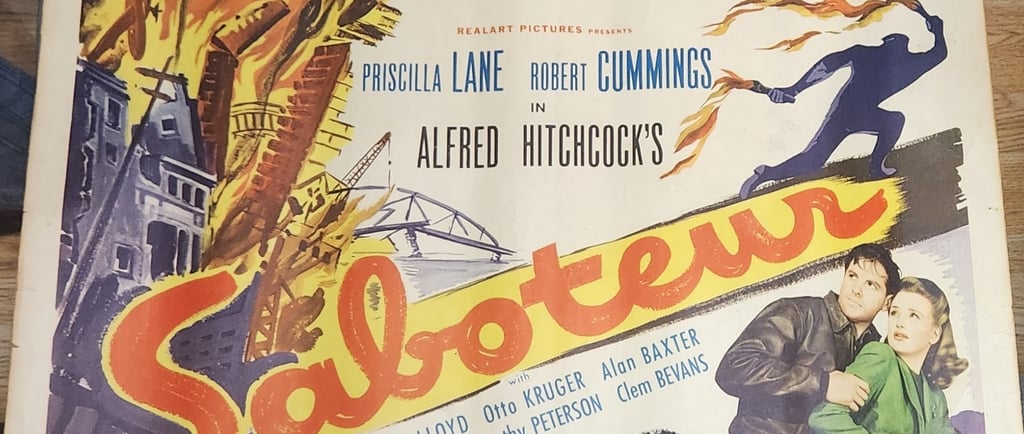 REALART PICTURES PRESENTS
PRISCILLA LANE ROBERT CUMMINGS
IN
ALFRED HITCHCOCK'S
Saboteur
with
Otto KRUGER Alan BAXTER
PETERSON Clem BEVANS